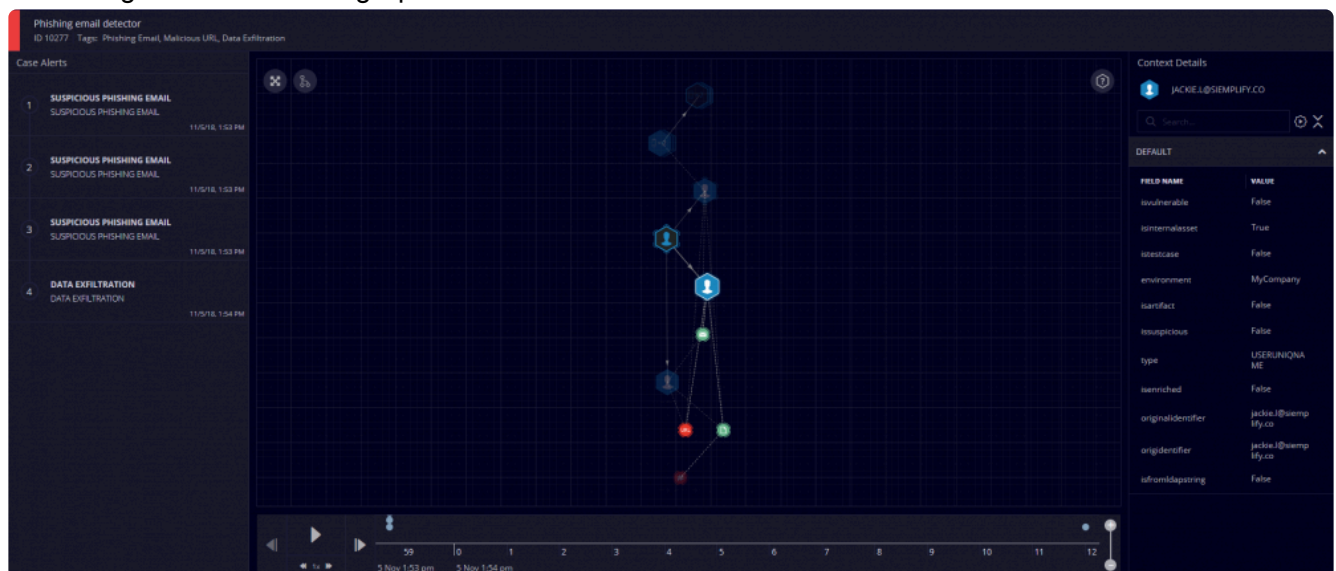 Phishing email detector
ID 10277 Tags: Phishing Email, Malicious URL, Data Exfiltration
Case Alerts
1
SUSPICIOUS PHISHING EMAIL
SUSPICIOUS PHISHING EMAIL
11/5/18, 1:53 PM
2
SUSPICIOUS PHISHING EMAIL
SUSPICIOUS PHISHING EMAIL
11/5/18, 1:53 PM
3
SUSPICIOUS PHISHING EMAIL
SUSPICIOUS PHISHING EMAIL
11/5/18, 1:53 PM
4
DATA EXFILTRATION
DATA EXFILTRATION
11/5/18, 1:54 PM
URL
59 0 1 2 3 4 5 6 7 8 9 10 11 12
1x 5 Nov 1:53 pm 5 Nov 1:54 pm
Context Details
JACKIE.L@SIEMPLIFY.CO
Search...
DEFAULT
FIELD NAME VALUE
isvulnerable False
isinternalasset True
istestcase False
environment MyCompany
isartifact False
issuspicious False
type USERUNIQNA
ME
isenriched False
originalidentifier jackie.l@siemp
lify.co
origidentifier jackie.l@siemp
lify.co
isfromldapstring False